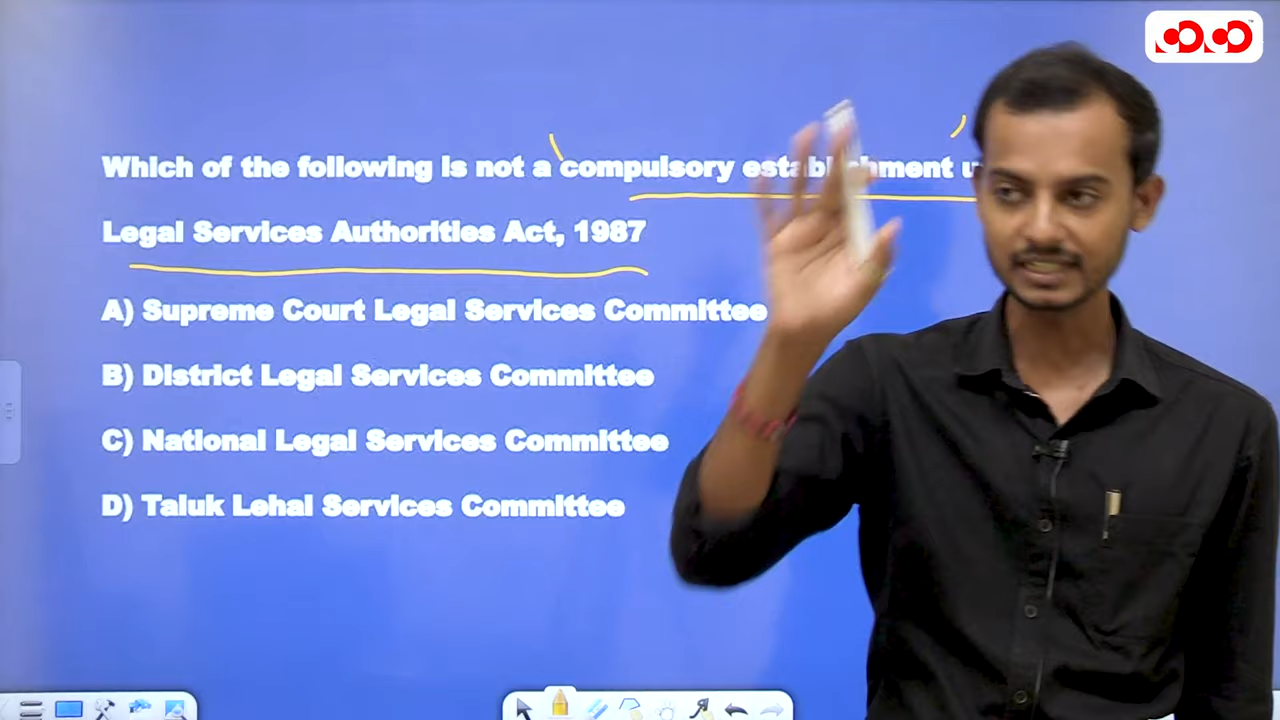 Which of the following is not a compulsory establishment
Legal Services Authorities Act, 1987
A) Supreme Court Legal Services Committee
B) District Legal Services Committee
C) National Legal Services Committee
D) Taluk Lehal Services Committee